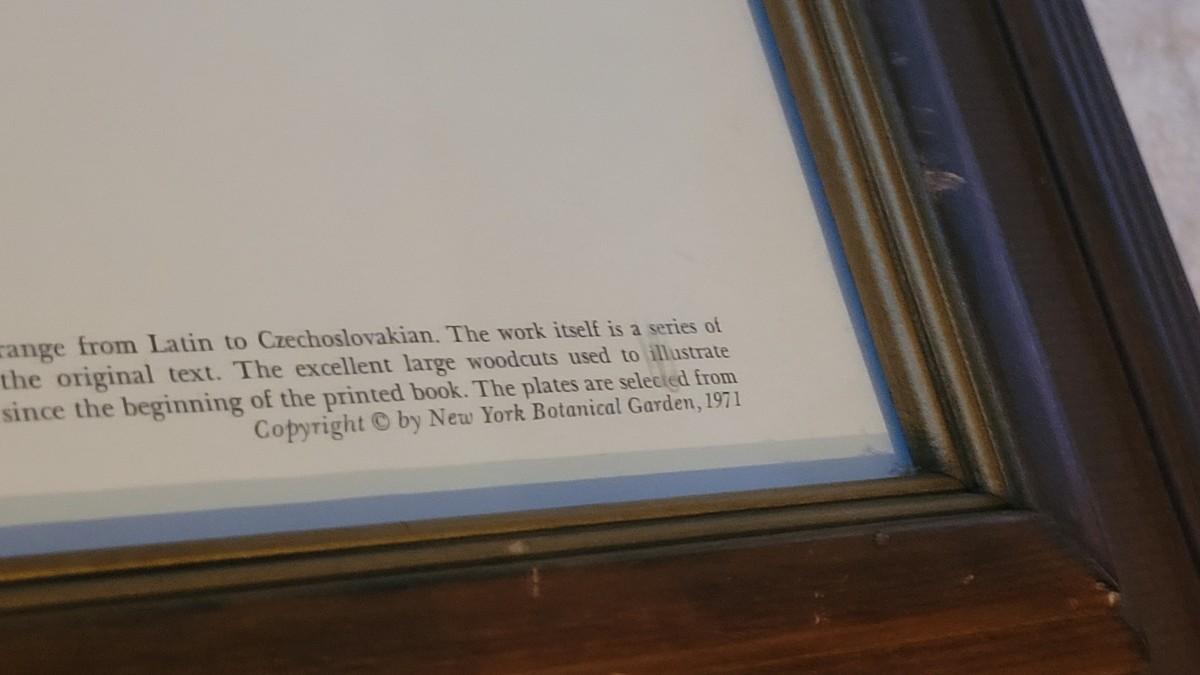 range from Latin to Czechoslovakian. The work itself is a series of
the original text. The excellent large woodcuts used to illustrate
since the beginning of the printed book. The plates are selected from
Copyright © by New York Botanical Garden, 1971